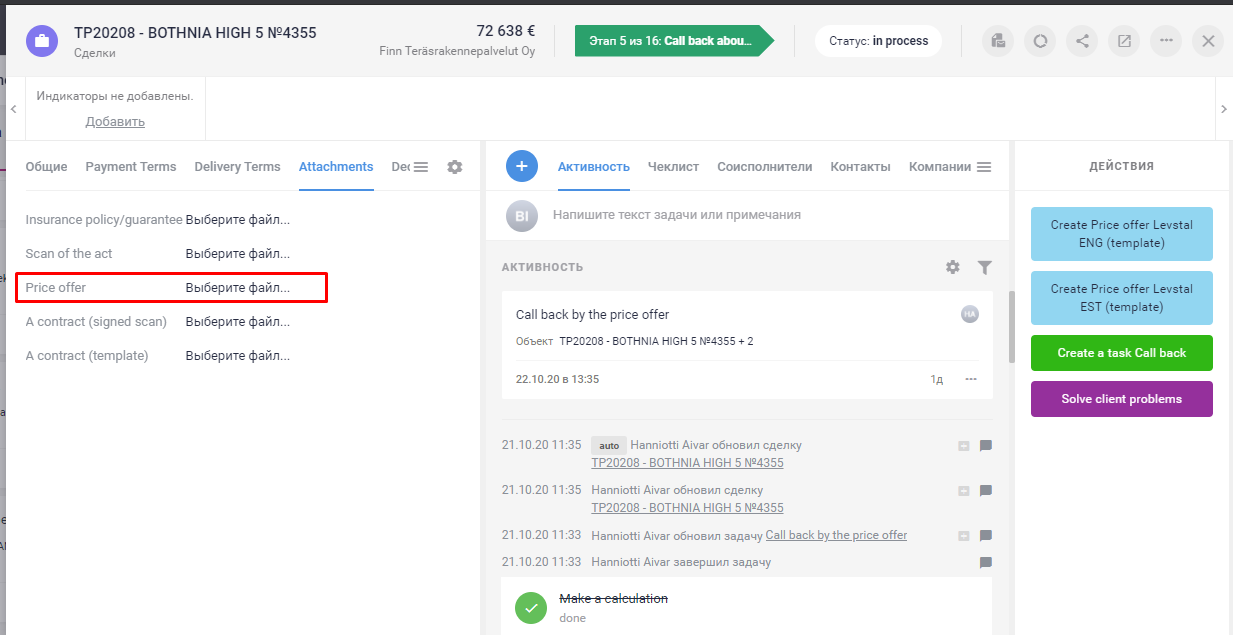 TP20208 - BOTHNIA HIGH 5 №4355
Сделки
72 638 €
Finn Teräsrakennepalvelut Oy
Этап 5 из 16: Call back abou...
Статус: in process
Индикаторы не добавлены.
Добавить
Общие Payment Terms Delivery Terms Attachments Dec
Insurance policy/guarantee Выберите файл...
Scan of the act Выберите файл...
Price offer Выберите файл...
A contract (signed scan) Выберите файл...
A contract (template) Выберите файл...
+ Активность Чеклист Соисполнители Контакты Компании
BI Напишите текст задачи или примечания
АКТИВНОСТЬ
Call back by the price offer HA
Объект TP20208 - BOTHNIA HIGH 5 №4355 + 2
22.10.20 в 13:35 1д
21.10.20 11:35 auto Hanniotti Aivar обновил сделку
TP20208 - BOTHNIA HIGH 5 №4355
21.10.20 11:35 Hanniotti Aivar обновил сделку
TP20208 - BOTHNIA HIGH 5 №4355
21.10.20 11:33 Hanniotti Aivar обновил задачу Call back by the price offer
21.10.20 11:33 Hanniotti Aivar завершил задачу
Make a calculation
done
ДЕЙСТВИЯ
Create Price offer Levstal
ENG (template)
Create Price offer Levstal
EST (template)
Create a task Call back
Solve client problems